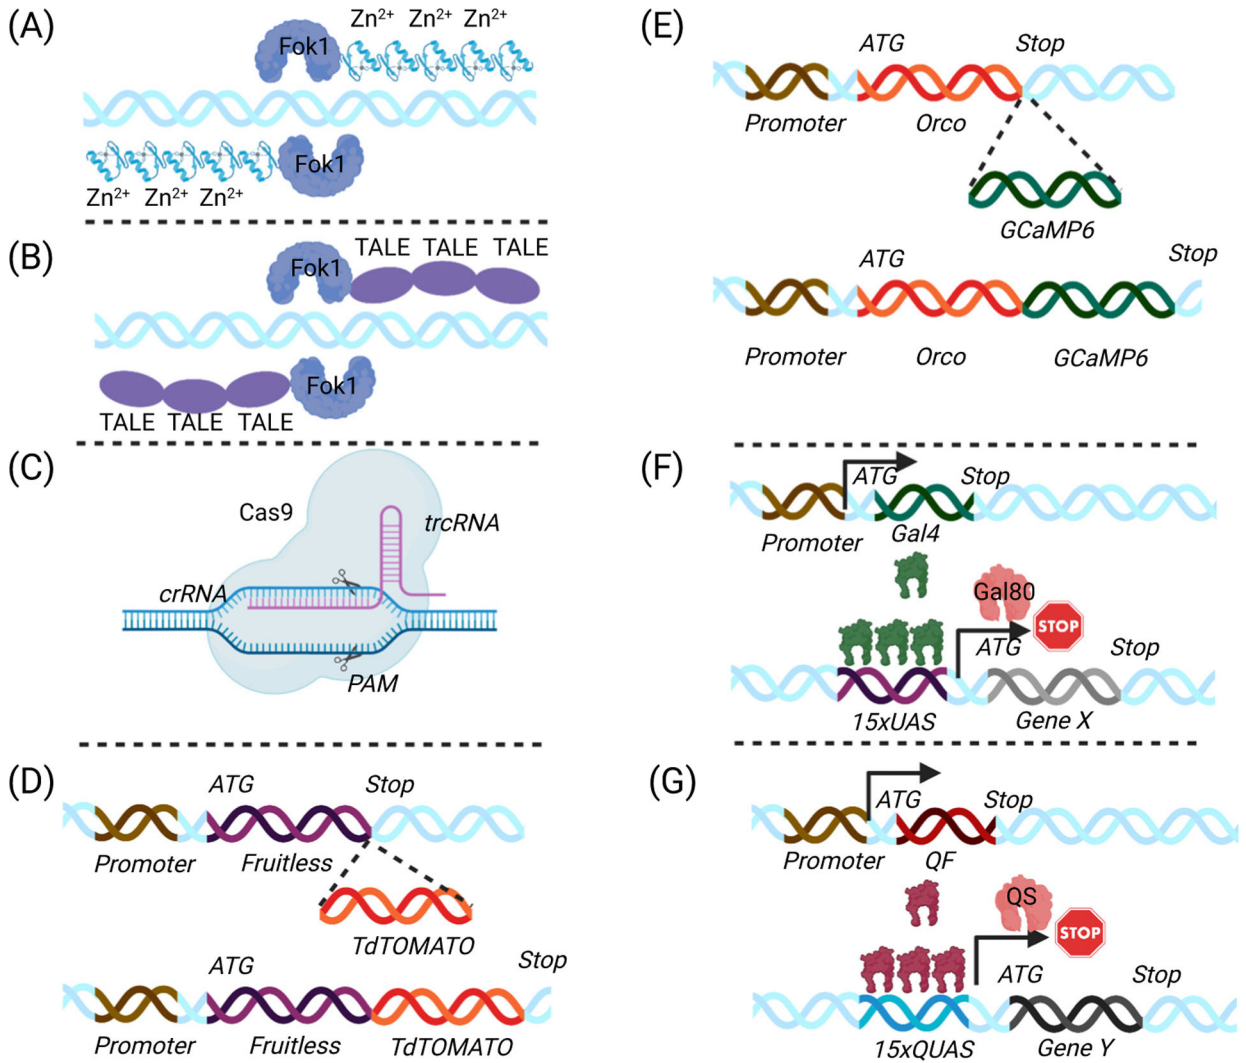 (A)
Zn2+ Zn2+ Zn2+
Fok1
Fok1
Zn2+ Zn2+ Zn2+
(B)
TALE TALE TALE
Fok1
Fok1
TALE TALE TALE
(C)
Cas9
trcRNA
crRNA
PAM
(D)
ATG Stop
Promoter Fruitless
TdTOMATO
ATG Stop
Promoter Fruitless TdTOMATO
(E)
ATG Stop
Promoter Orco
GCaMP6
ATG Stop
Promoter Orco GCaMP6
(F)
ATG Stop
Promoter Gal4
Gal80
STOP
ATG Stop
15xUAS Gene X
(G)
ATG Stop
Promoter QF
QS
STOP
ATG Stop
15xQUAS Gene Y